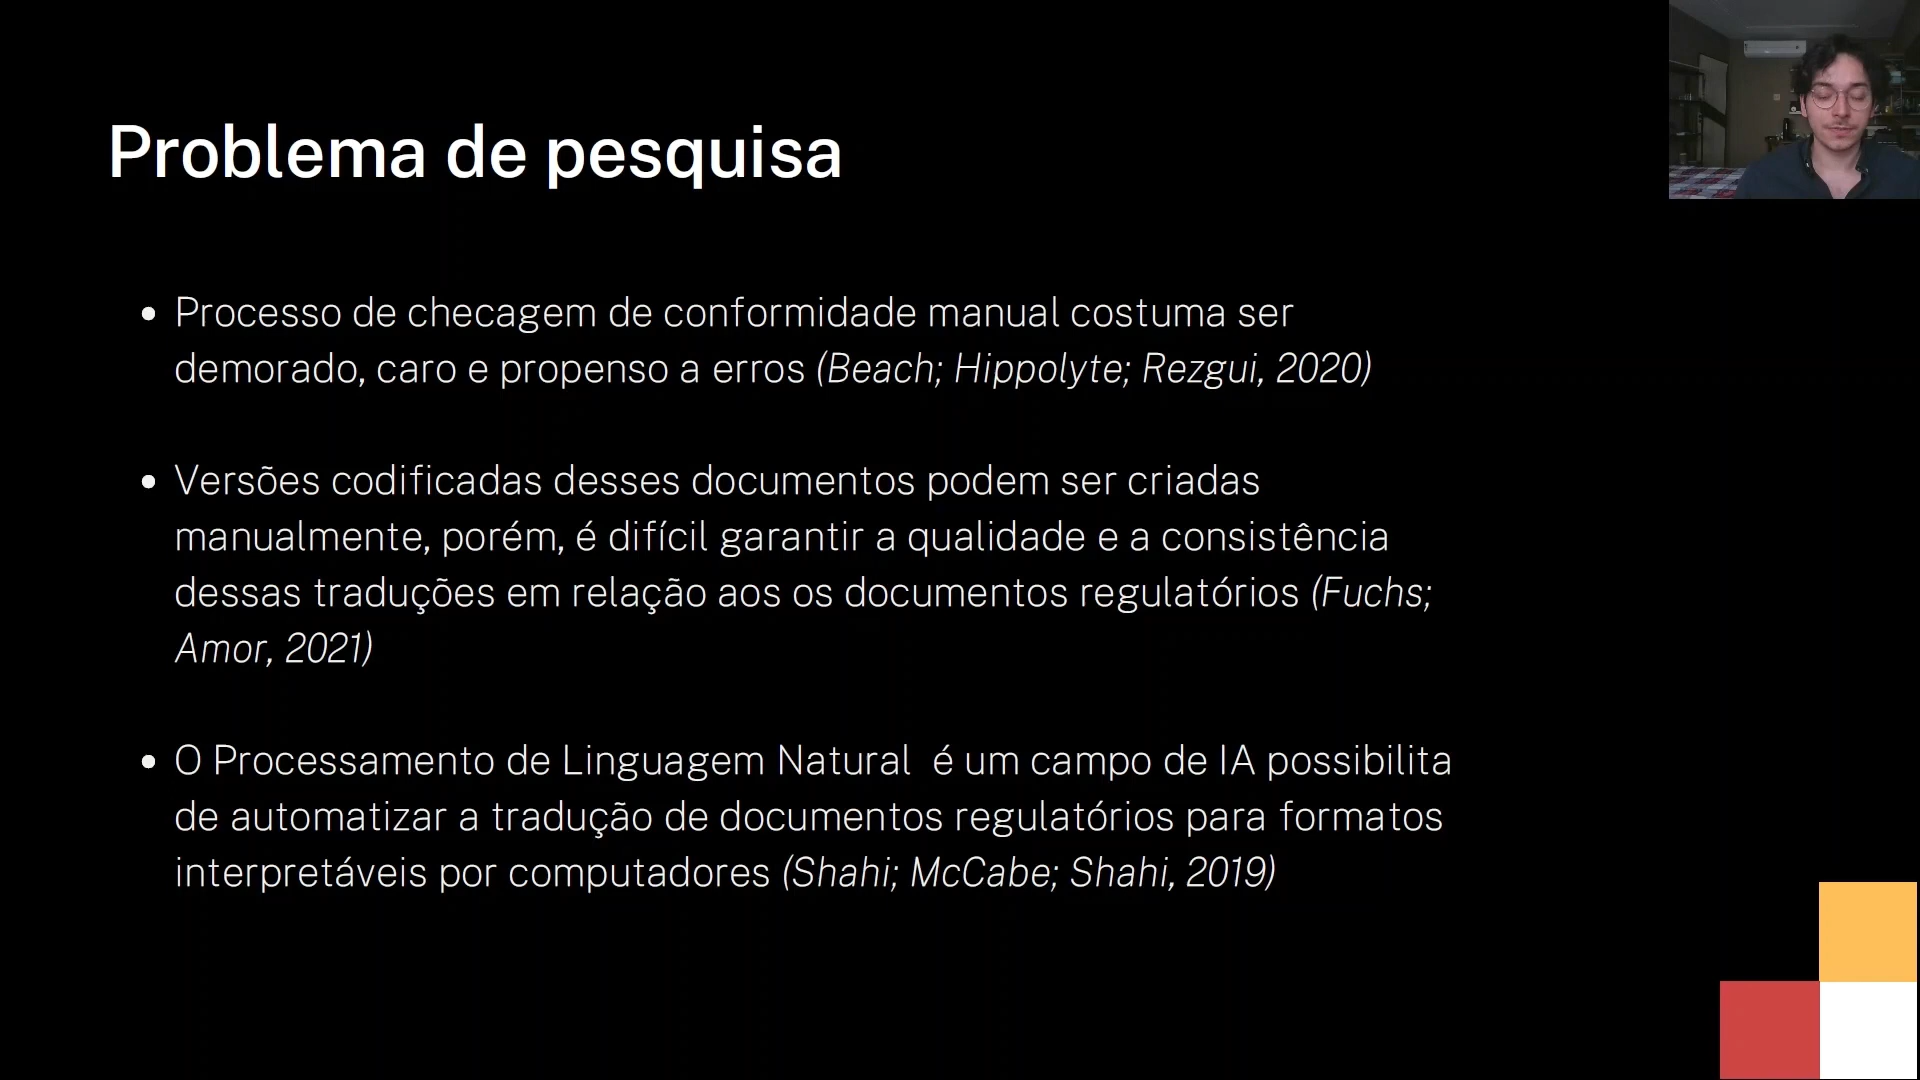 Problema de pesquisa
• Processo de checagem de conformidade manual costuma ser
demorado, caro e propenso a erros (Beach; Hippolyte; Rezgui, 2020)
• Versões codificadas desses documentos podem ser criadas
manualmente, porém, é difícil garantir a qualidade e a consistência
dessas traduções em relação aos os documentos regulatórios (Fuchs;
Amor, 2021)
• O Processamento de Linguagem Natural  é um campo de IA possibilita
de automatizar a tradução de documentos regulatórios para formatos
interpretáveis por computadores (Shahi; McCabe; Shahi, 2019)